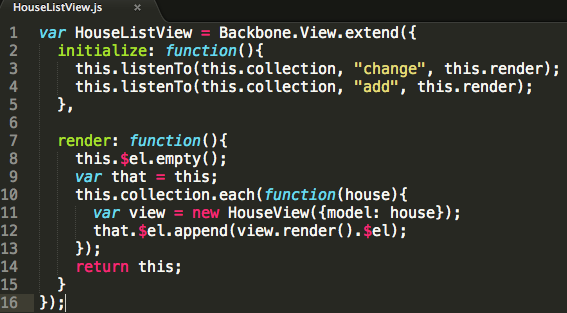 HouseListView.js ×
1 var HouseListView = Backbone.View.extend({
2   initialize: function(){
3     this.listenTo(this.collection, "change", this.render);
4     this.listenTo(this.collection, "add", this.render);
5   },
6
7   render: function(){
8     this.$el.empty();
9     var that = this;
10     this.collection.each(function(house){
11       var view = new HouseView({model: house});
12       that.$el.append(view.render().$el);
13     });
14     return this;
15   }
16 });